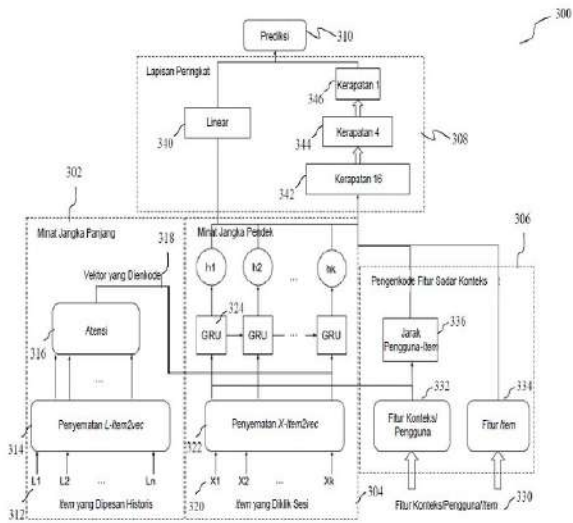 300
Prediksi
310
Lapisan Peringkat
Kerapatan 1
346
Linear
340
Kerapatan 4
344
308
Kerapatan 16
342
302
306
Minat Jangka Panjang
318
Minat Jangka Pendek
Vektor yang Dienkode
Pengenkode Fitur Sadar Konteks
h1
h2
...
hk
324
Atensi
316
GRU
GRU
...
GRU
Jarak
Pengguna-Item
336
332
334
...
...
Penyematan L-Item2vec
314
Penyematan X-Item2vec
322
Fitur Konteks/
Pengguna
Fitur Item
L1
L2
...
Ln
X1
X2
...
Xk
312
320
304
Item yang Dipesan Historis
Item yang Diklik Sesi
Fitur Konteks/Pengguna/Item
330